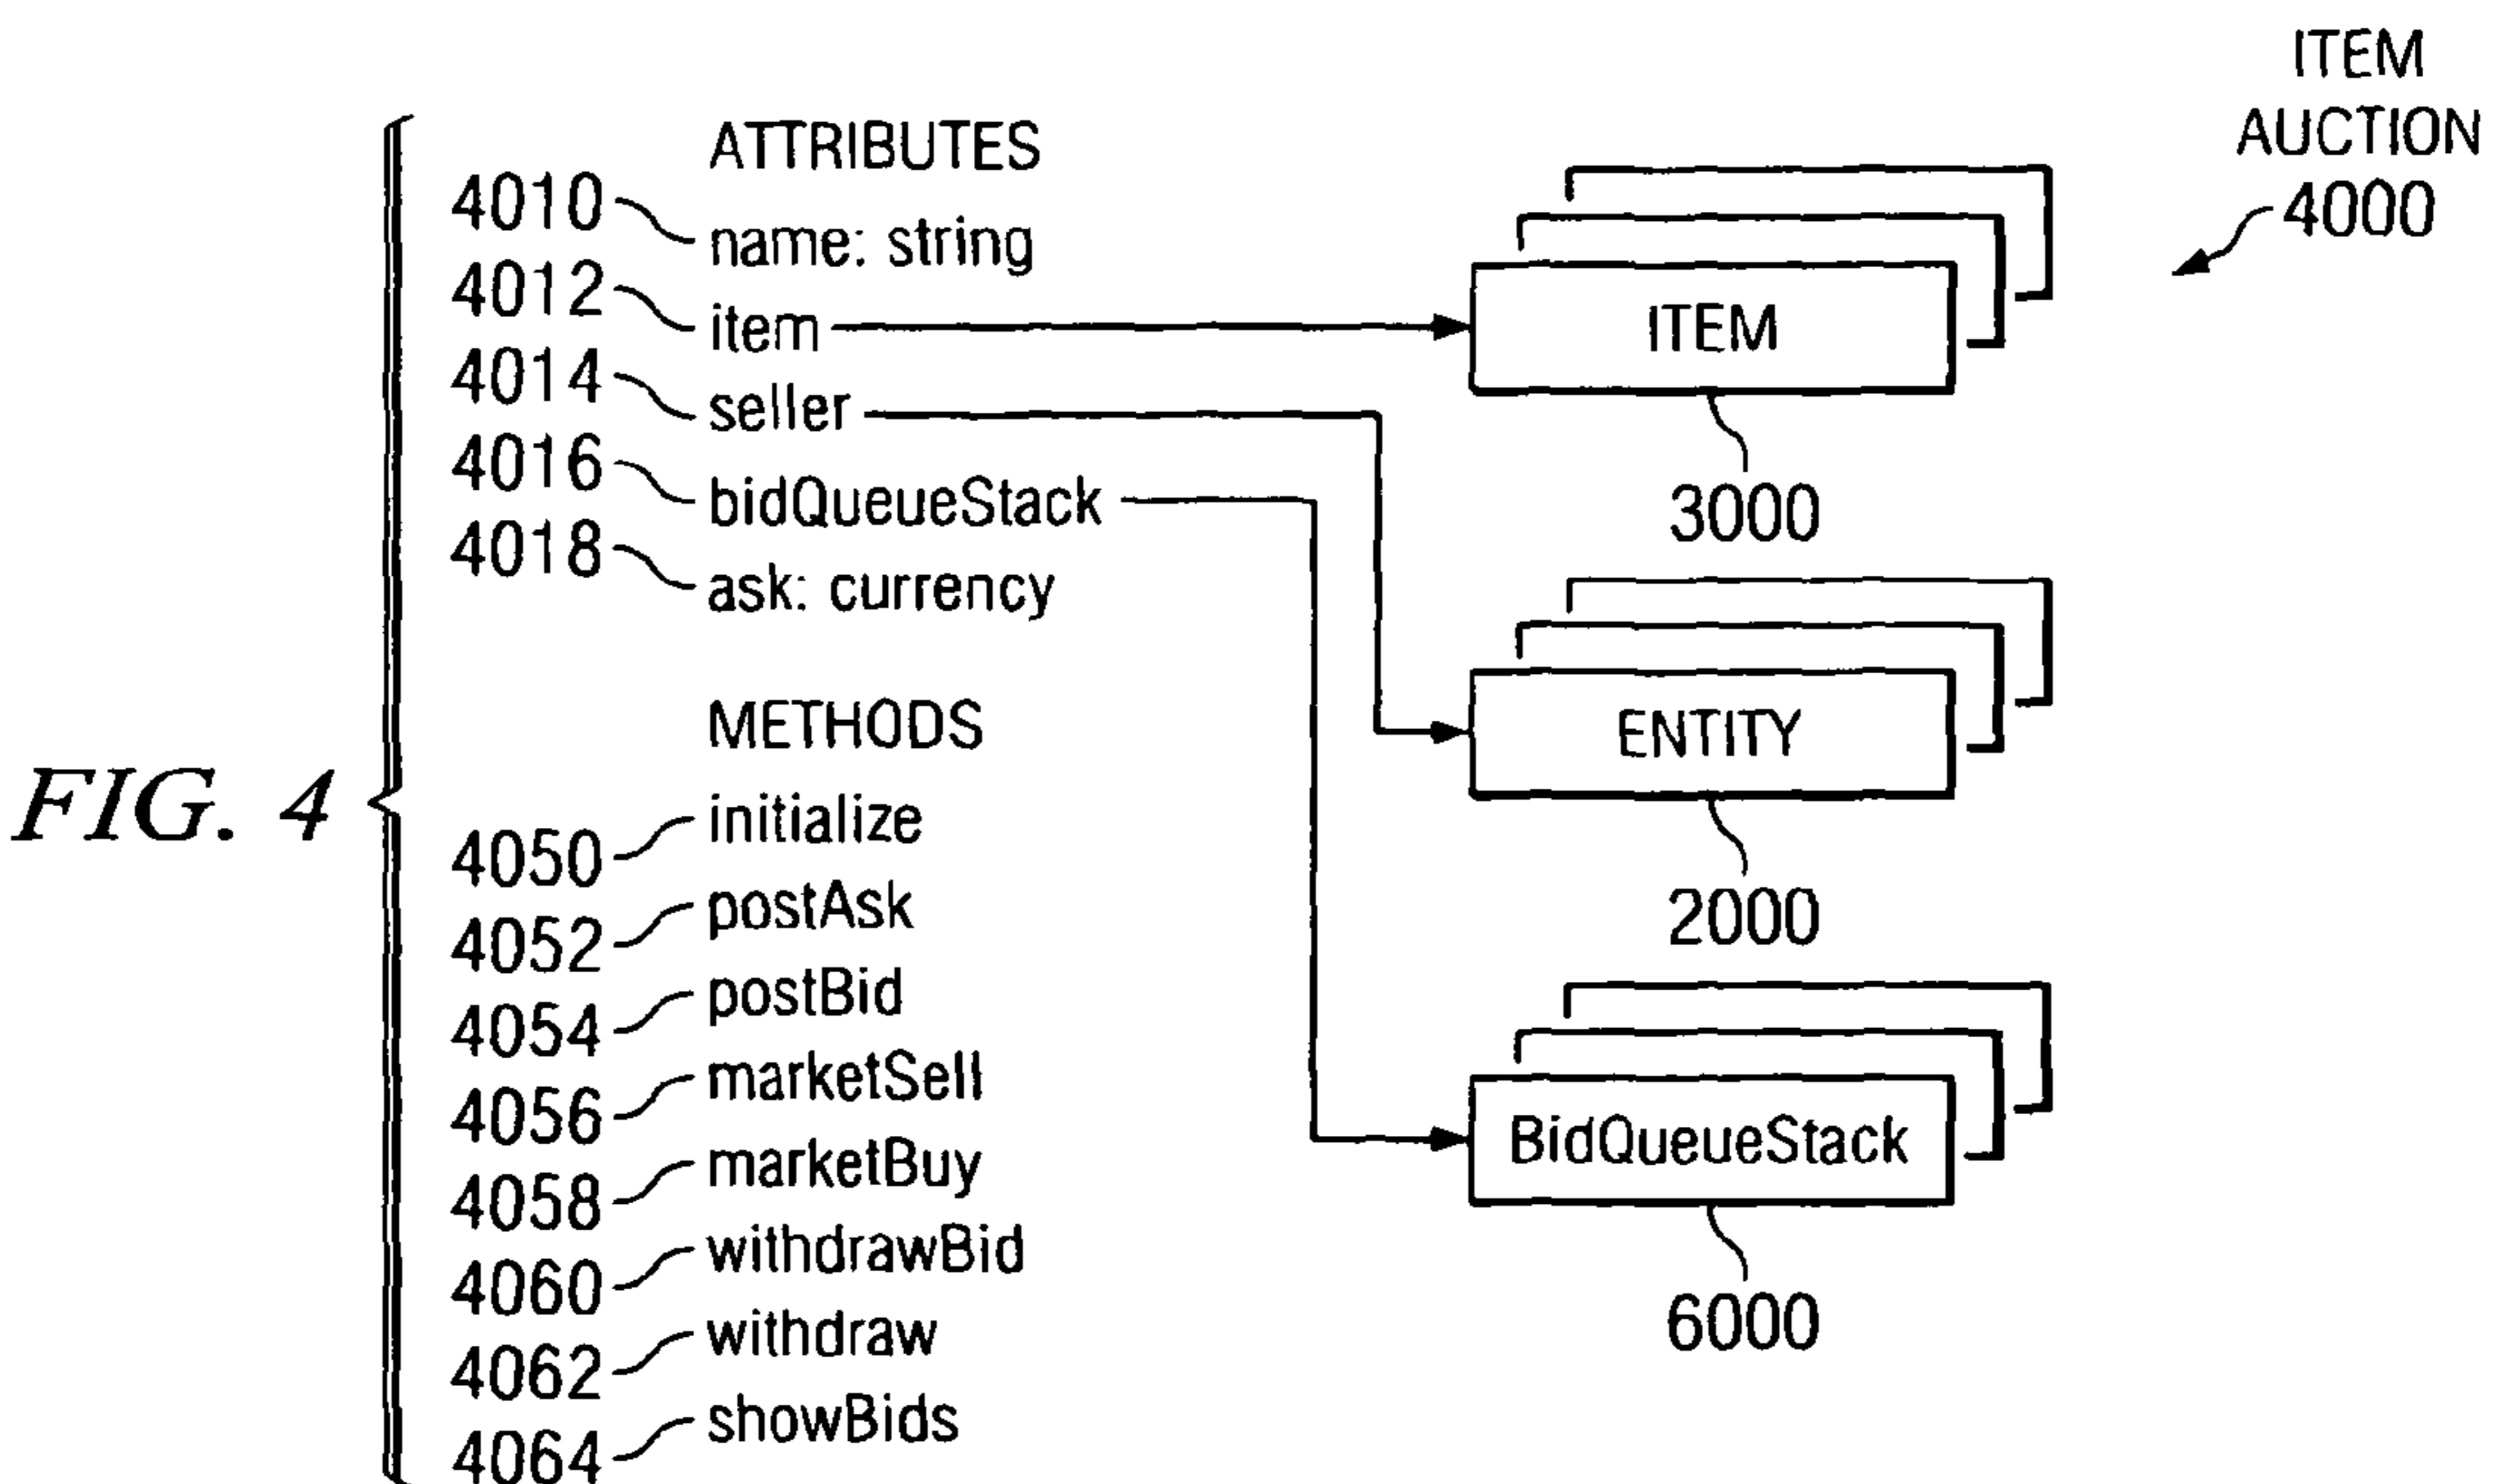 ITEM
AUCTION
4000
ATTRIBUTES
4010 name: string
4012 item
4014 seller
4016 bidQueueStack
4018 ask: currency
METHODS
4050 initialize
4052 postAsk
4054 postBid
4056 marketSell
4058 marketBuy
4060 withdrawBid
4062 withdraw
4064 showBids
FIG. 4
ITEM
3000
ENTITY
2000
BidQueueStack
6000